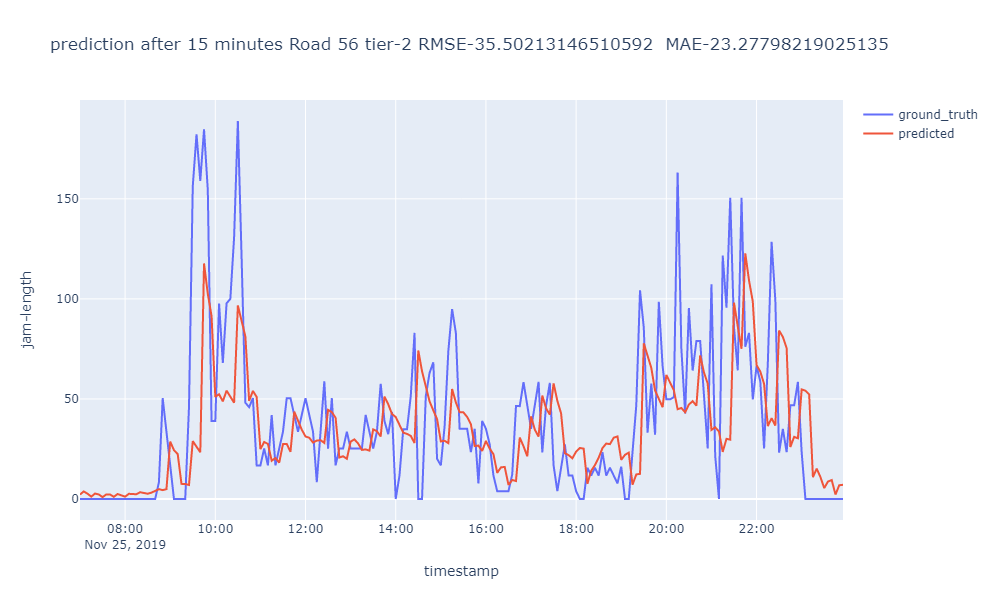 prediction after 15 minutes Road 56 tier-2 RMSE-35.50213146510592  MAE-23.27798219025135
ground_truth
predicted
jam-length
150
100
50
0
08:00 10:00 12:00 14:00 16:00 18:00 20:00 22:00
Nov 25, 2019
timestamp